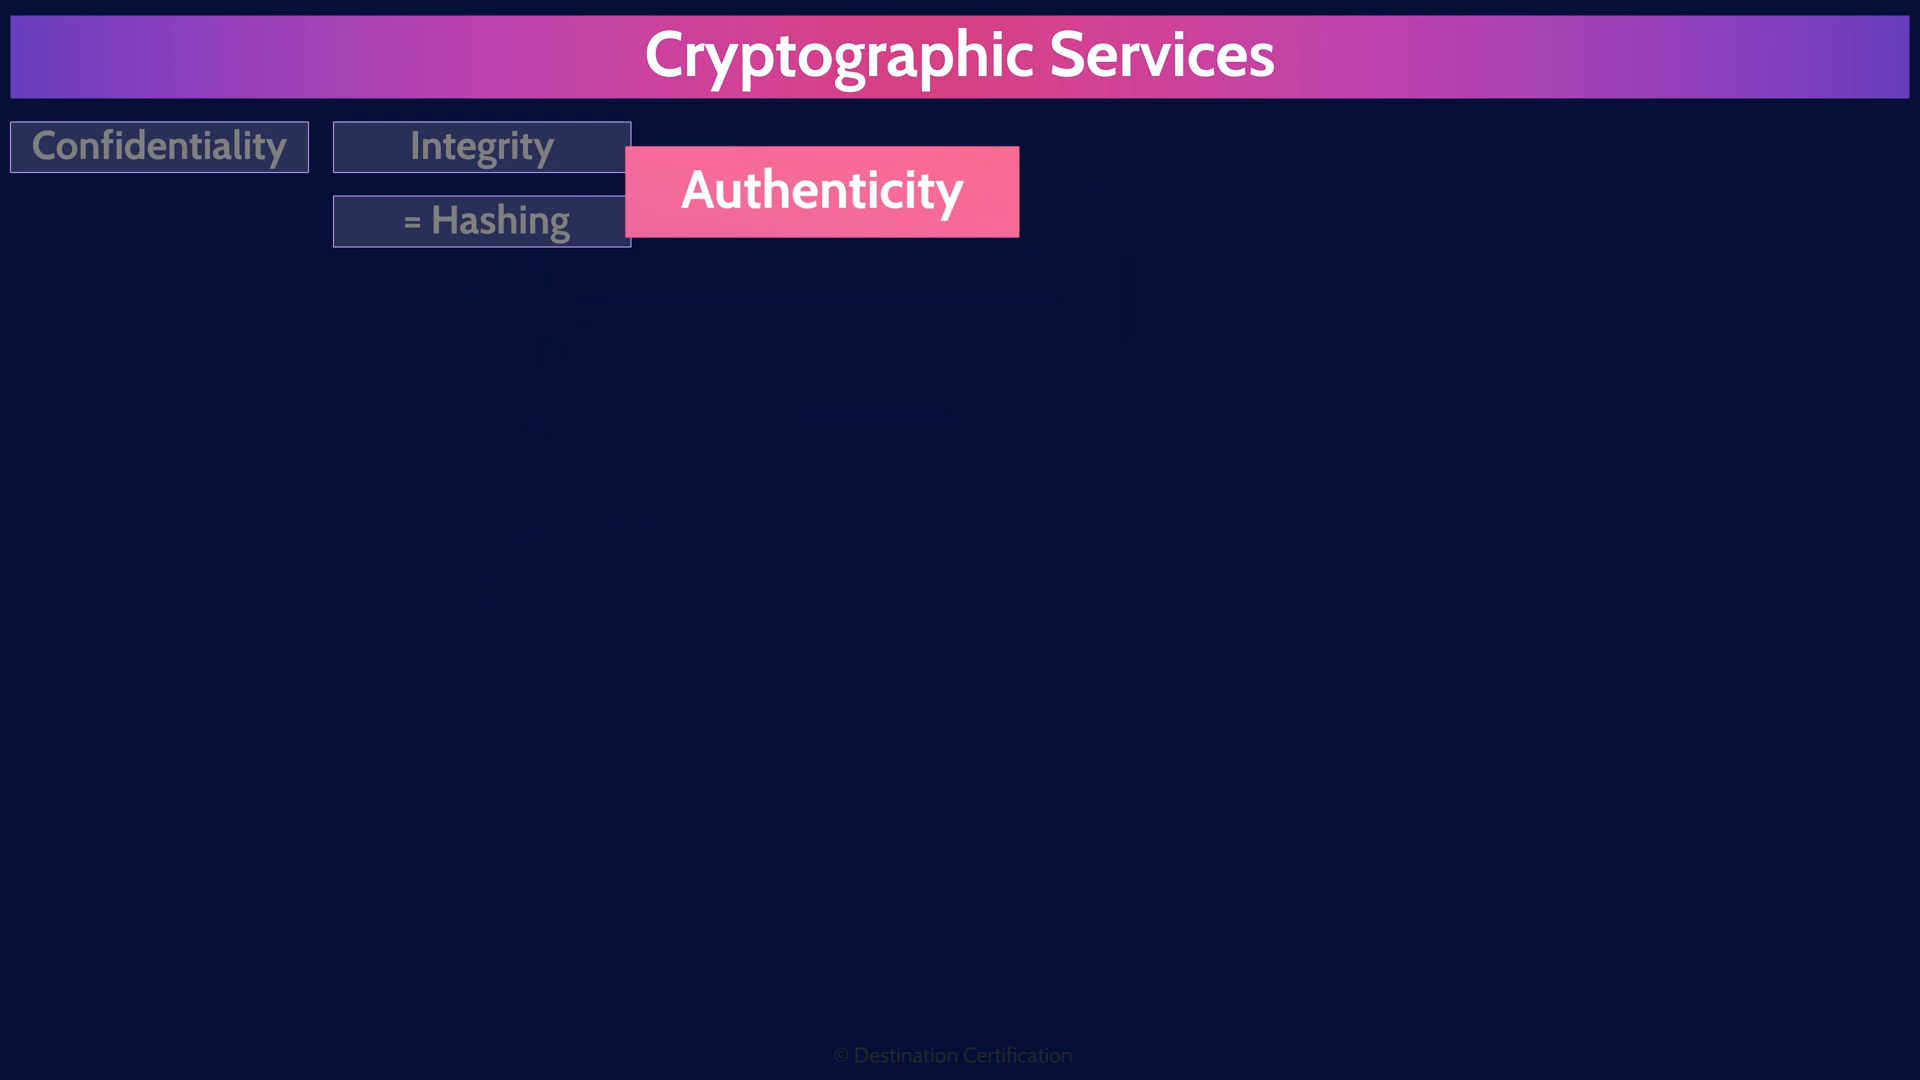 Cryptographic Services
Confidentiality
Integrity
= Hashing
Authenticity
© Destination Certification